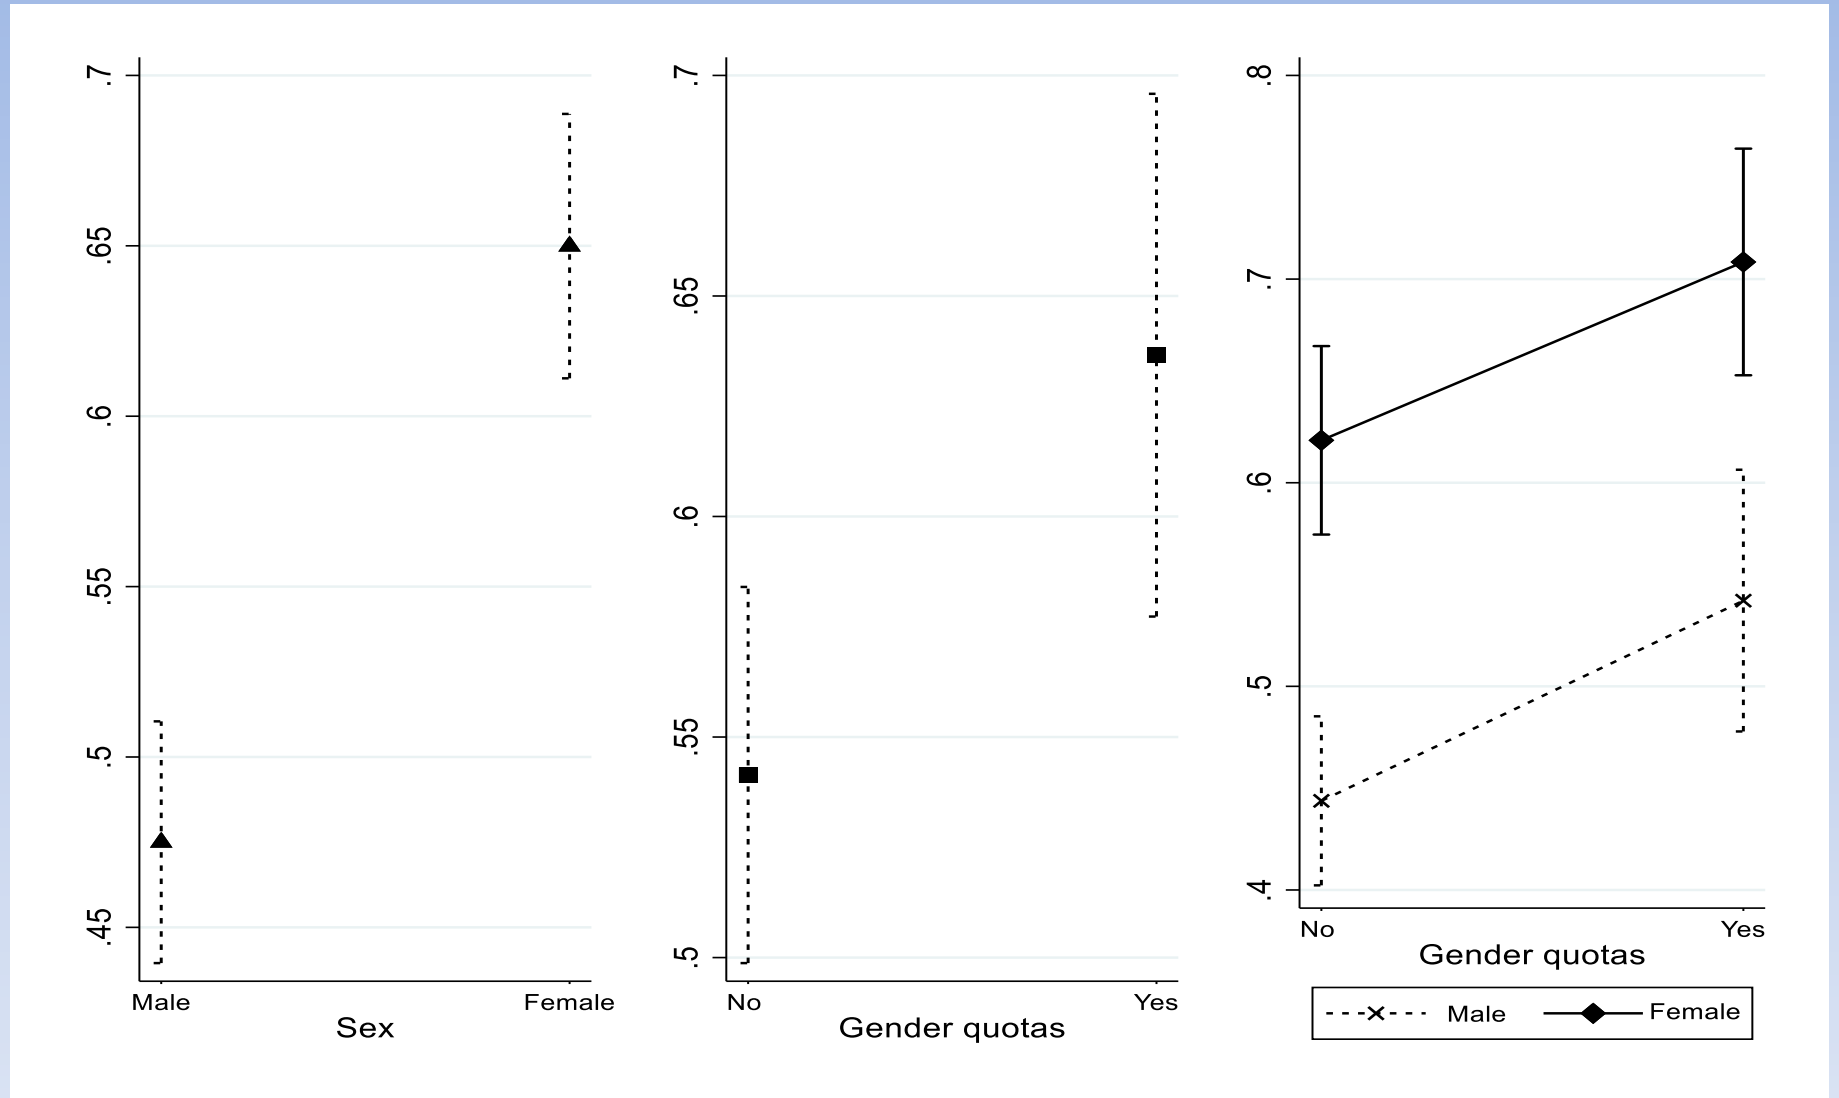 .7
.65
.6
.55
.5
.45
Male Female
Sex
.7
.65
.6
.55
.5
No Yes
Gender quotas
.8
.7
.6
.5
.4
No Yes
Gender quotas
Male Female